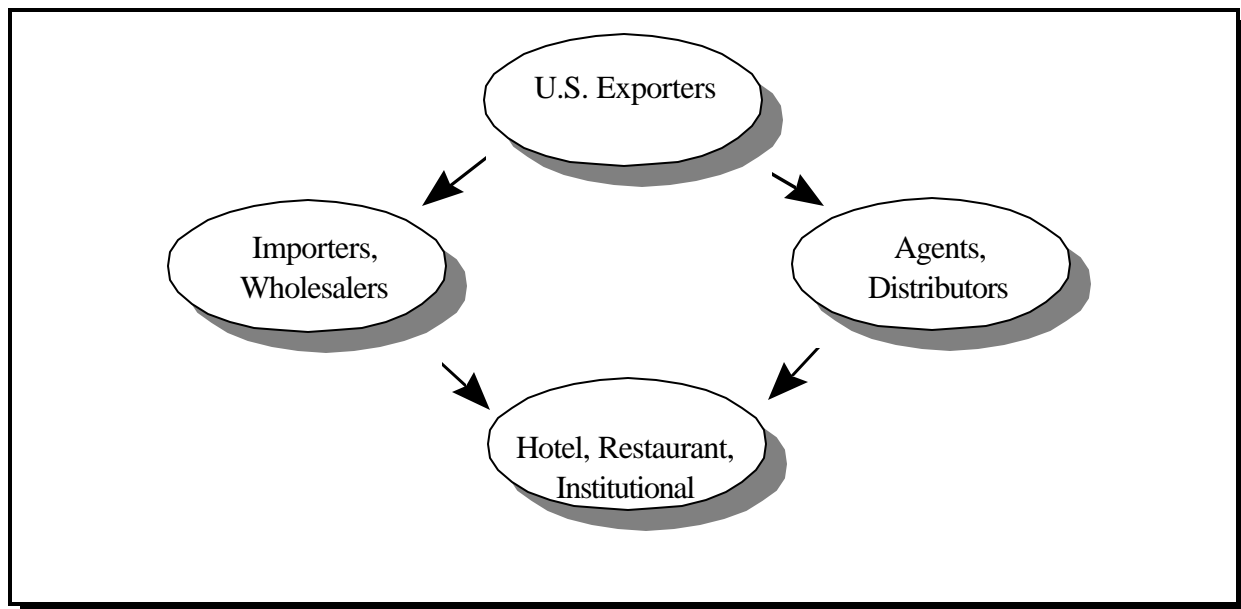 U.S. Exporters
Importers,
Wholesalers
Agents,
Distributors
Hotel, Restaurant,
Institutional